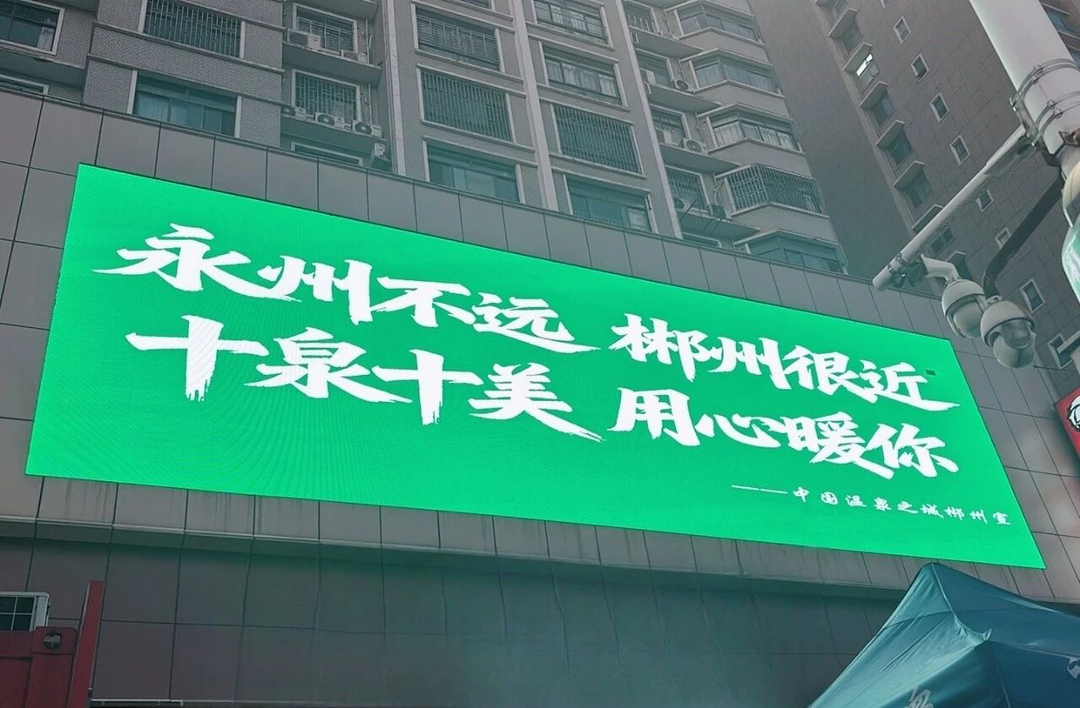 永州不远 郴州很近
十泉十美 用心暖你
——中国温泉之城郴州宣